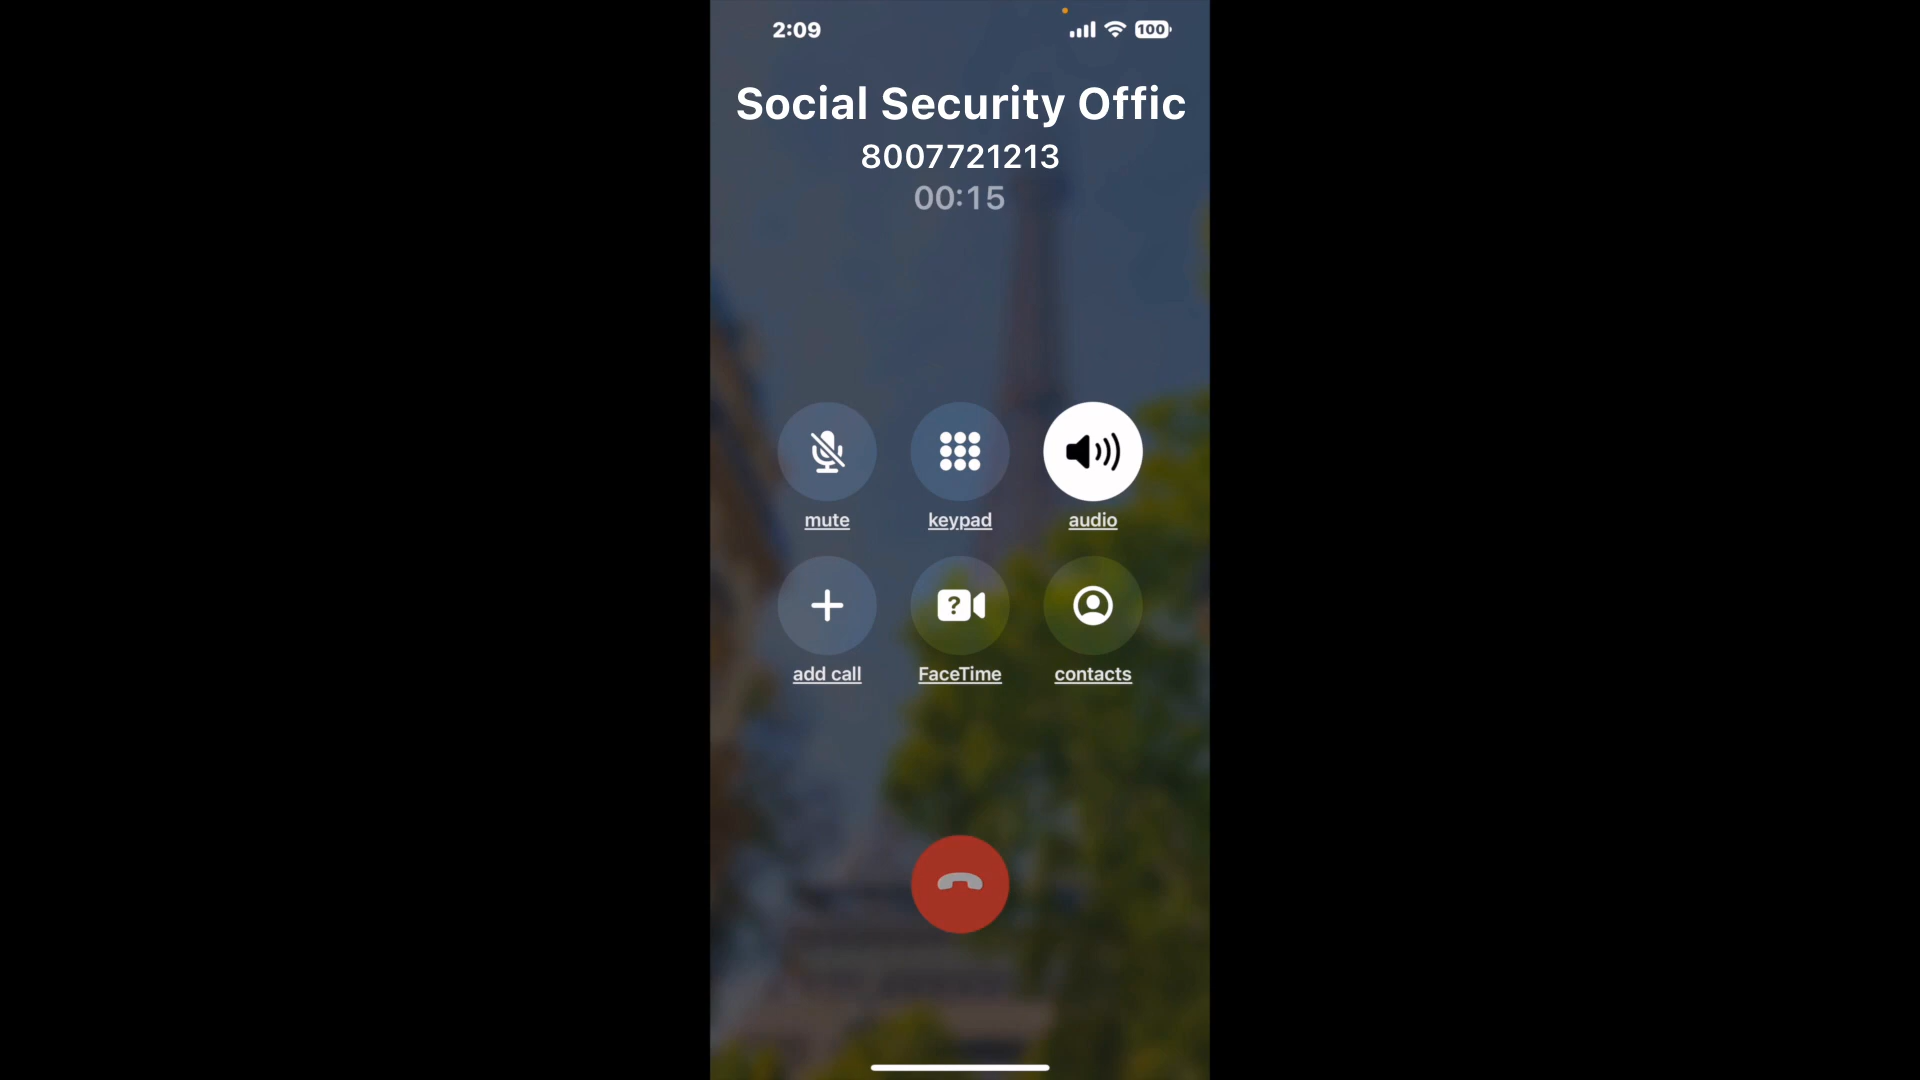 2:09
100
Social Security Offic
8007721213
00:15
mute
keypad
audio
?
add call
FaceTime
contacts